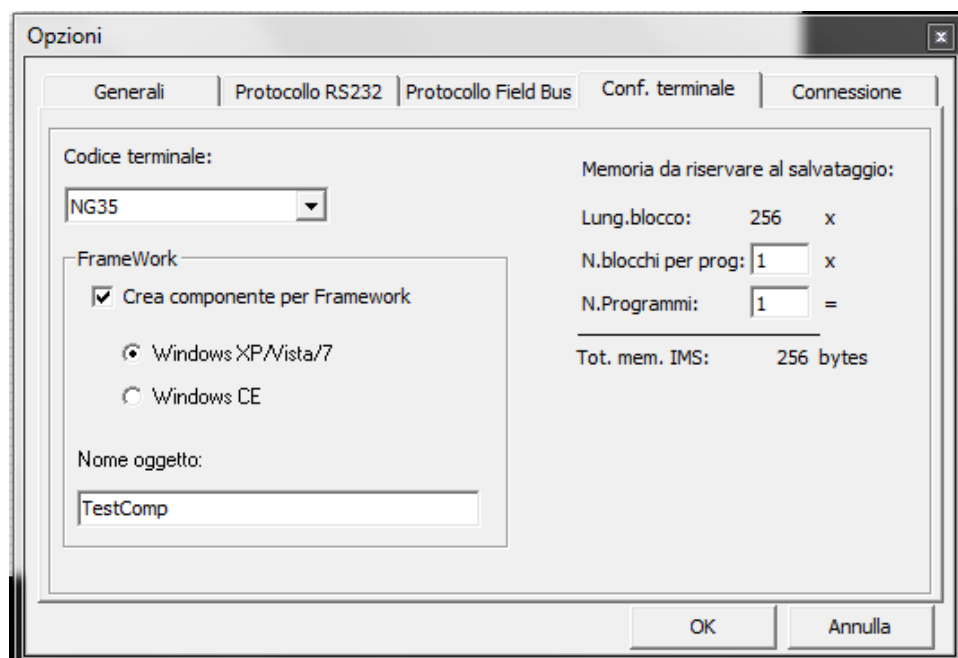 Opzioni
Generali
Protocollo RS232
Protocollo Field Bus
Conf. terminale
Connessione
Codice terminale:
NG35
FrameWork
Crea componente per Framework
Windows XP/Vista/7
Windows CE
Nome oggetto:
TestComp
Memoria da riservare al salvataggio:
Lung.blocco: 256 x
N.blocchi per prog: 1 x
N.Programmi: 1 =
Tot. mem. IMS: 256 bytes
OK
Annulla